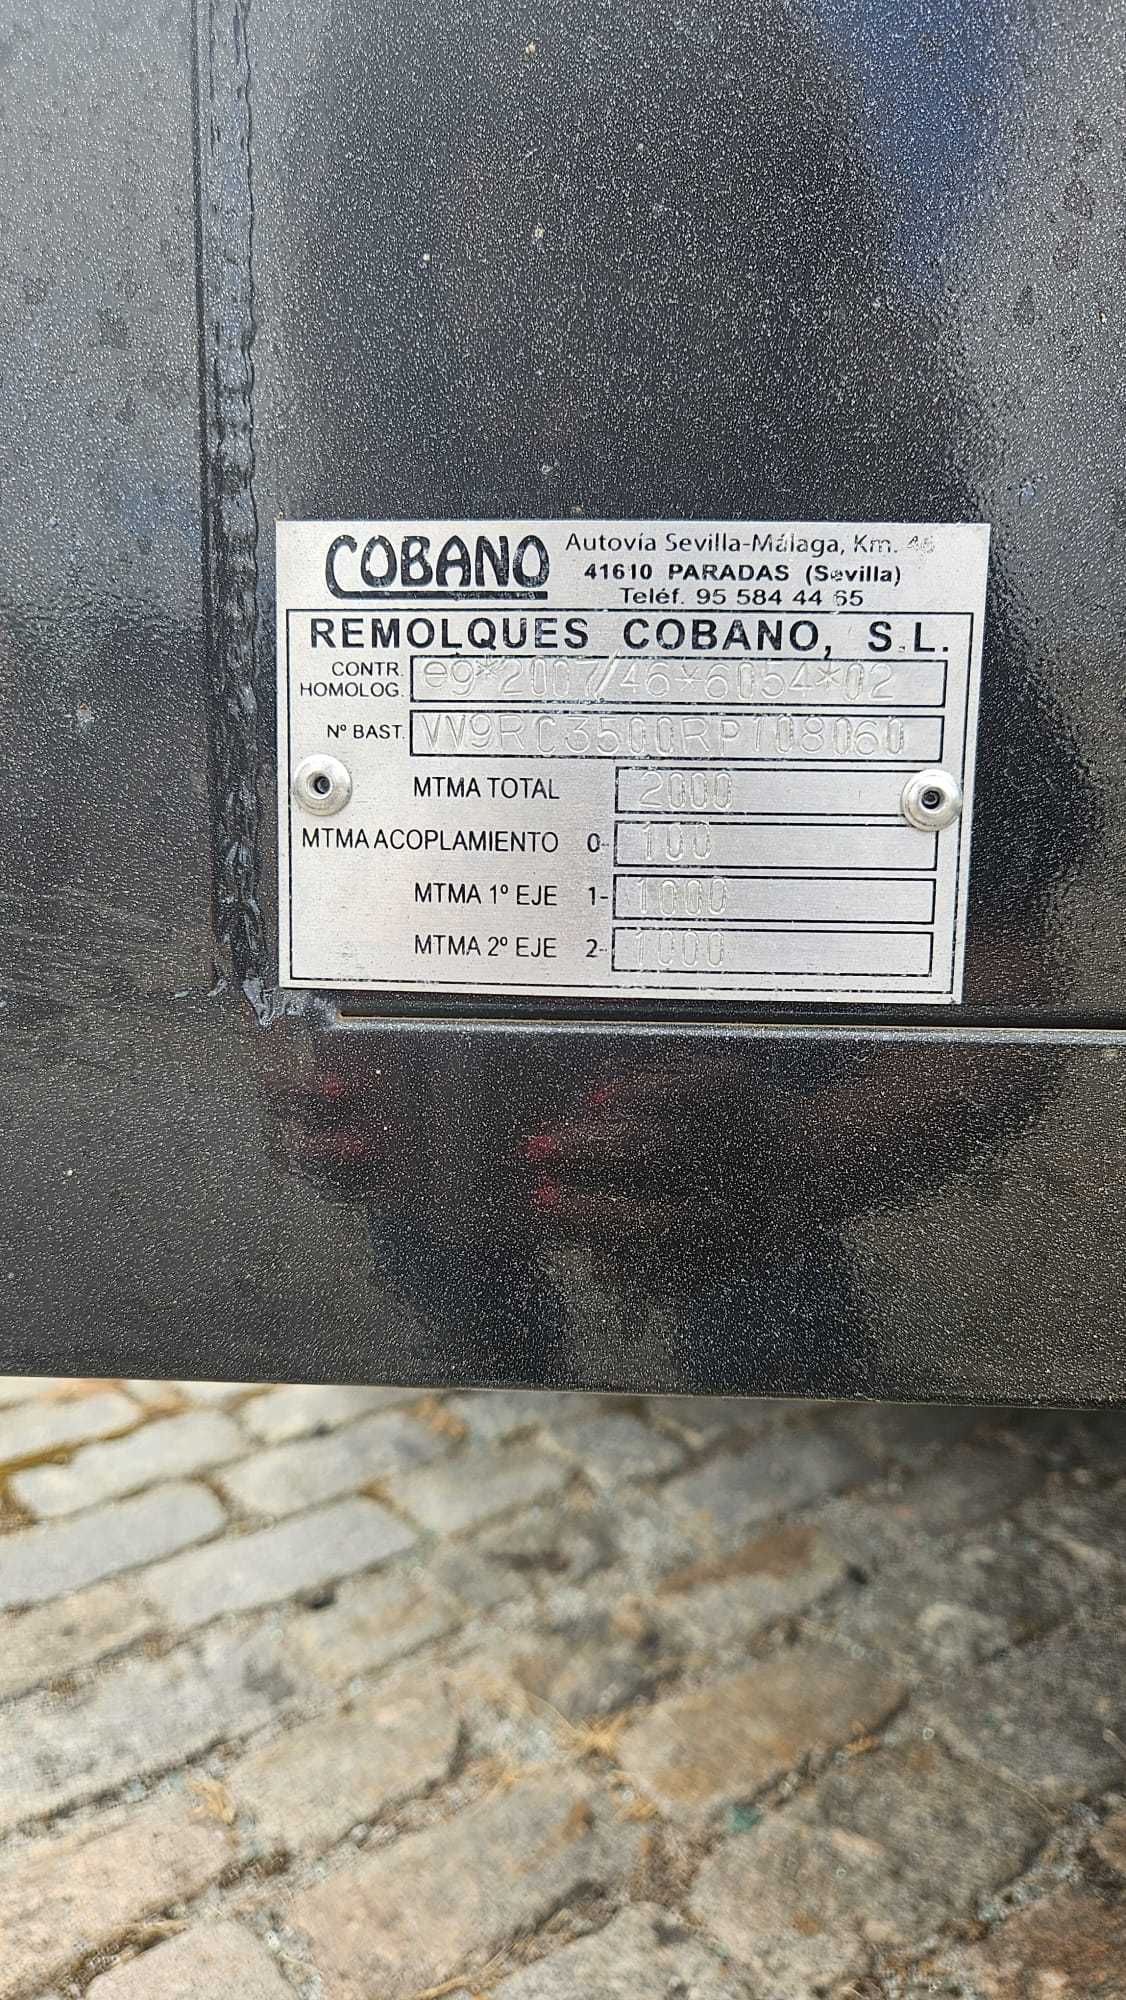 COBANO
Autovía Sevilla-Málaga, Km. 46
41610 PARADAS (Sevilla)
Teléf. 95 584 44 65
REMOLQUES COBANO, S.L.
CONTR. HOMOLOG. e9*2007/46*6054*02
Nº BAST. VV9RC3500RP108060
MTMA TOTAL 2000
MTMA ACOPLAMIENTO 0- 100
MTMA 1º EJE 1- 1000
MTMA 2º EJE 2- 1000